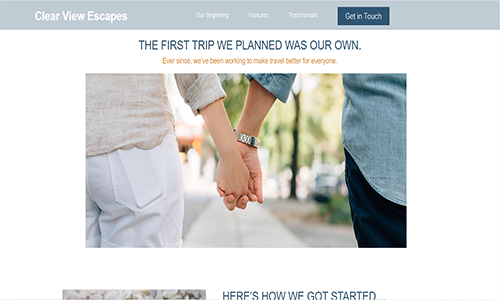 Clear View Escapes
Our Beginning
Features
Testimonials
Get in Touch
THE FIRST TRIP WE PLANNED WAS OUR OWN.
Ever since, we've been working to make travel better for everyone.
HERE'S HOW WE GOT STARTED...